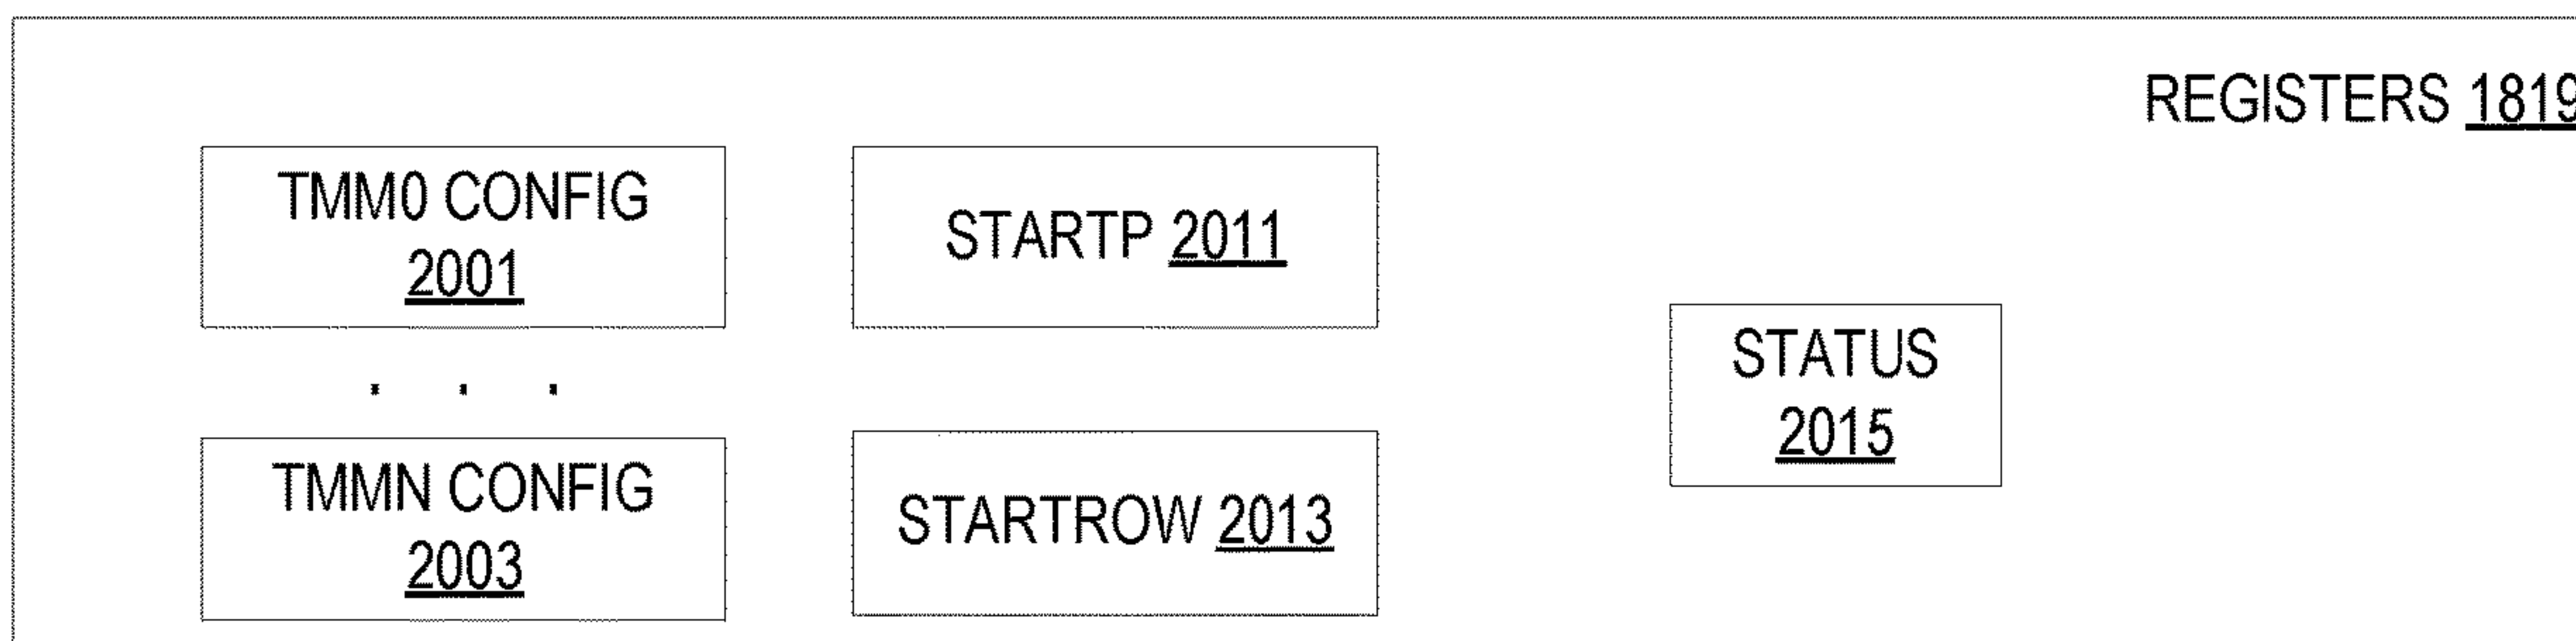 REGISTERS 1819
TMM0 CONFIG
2001
STARTP 2011
STATUS
2015
. . .
TMMN CONFIG
2003
STARTROW 2013